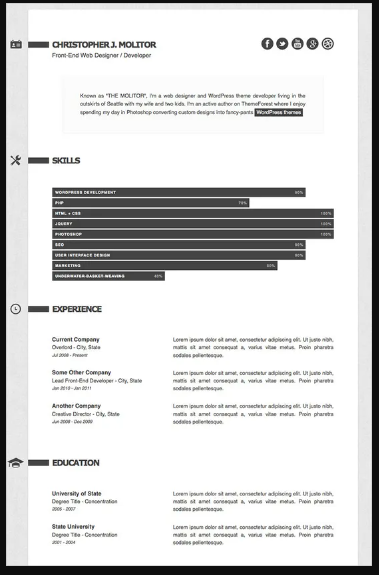 CHRISTOPHER J. MOLITOR
Front-End Web Designer / Developer
Known as "THE MOLITOR", I'm a web designer and WordPress theme developer living in the
outskirts of Seattle with my wife and two kids. I'm an active author on ThemeForest where I enjoy
spending my day in Photoshop converting custom designs into fancy-pants WordPress themes
SKILLS
WORDPRESS DEVELOPMENT 90%
PHP 70%
HTML + CSS 100%
JQUERY 100%
PHOTOSHOP 100%
SEO 90%
USER INTERFACE DESIGN 90%
MARKETING 80%
UNDERWATER BASKET WEAVING 40%
EXPERIENCE
Current Company
Overlord - City, State
Jul 2008 - Present
Lorem ipsum dolor sit amet, consectetur adipiscing elit. Ut justo nibh,
mattis sit amet consequat a, varius vitae metus. Proin pharetra
sodales pellentesque.
Some Other Company
Lead Front-End Developer - City, State
Jan 2010 - Jan 2011
Lorem ipsum dolor sit amet, consectetur adipiscing elit. Ut justo nibh,
mattis sit amet consequat a, varius vitae metus. Proin pharetra
sodales pellentesque.
Another Company
Creative Director - City, State
Jun 2008 - Dec 2009
Lorem ipsum dolor sit amet, consectetur adipiscing elit. Ut justo nibh,
mattis sit amet consequat a, varius vitae metus. Proin pharetra
sodales pellentesque.
EDUCATION
University of State
Degree Title - Concentration
2005 - 2007
Lorem ipsum dolor sit amet, consectetur adipiscing elit. Ut justo nibh,
mattis sit amet consequat a, varius vitae metus. Proin pharetra
sodales pellentesque.
State University
Degree Title - Concentration
2001 - 2004
Lorem ipsum dolor sit amet, consectetur adipiscing elit. Ut justo nibh,
mattis sit amet consequat a, varius vitae metus. Proin pharetra
sodales pellentesque.